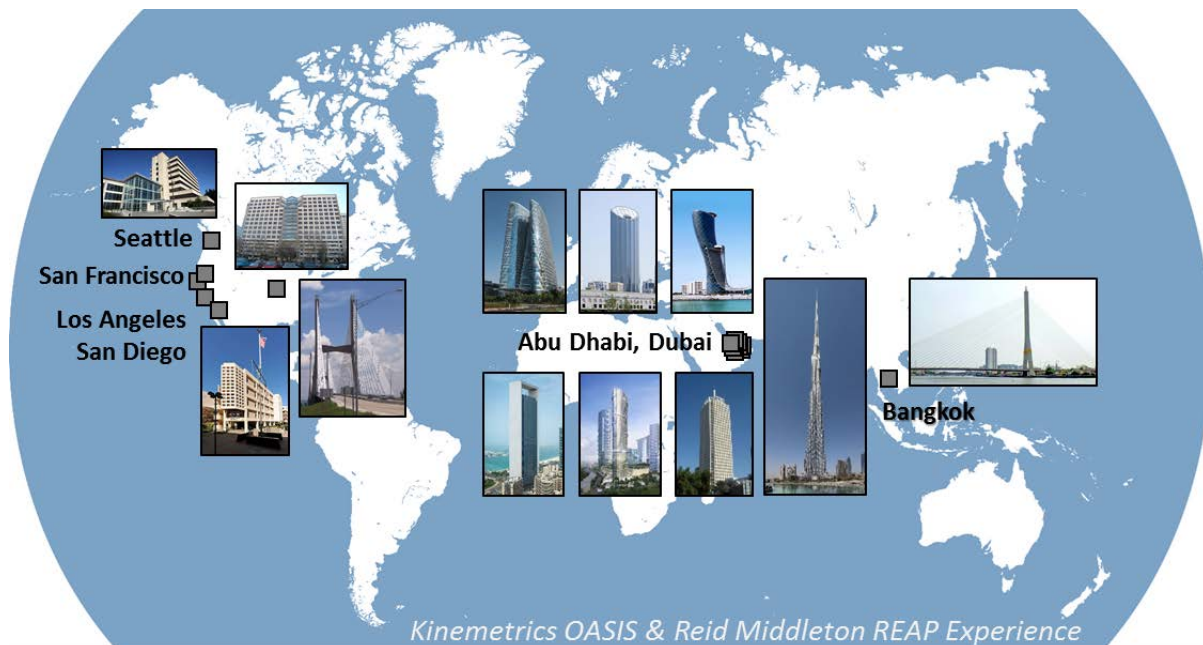 Seattle
San Francisco
Los Angeles
San Diego
Abu Dhabi, Dubai
Bangkok
Kinemetrics OASIS & Reid Middleton REAP Experience